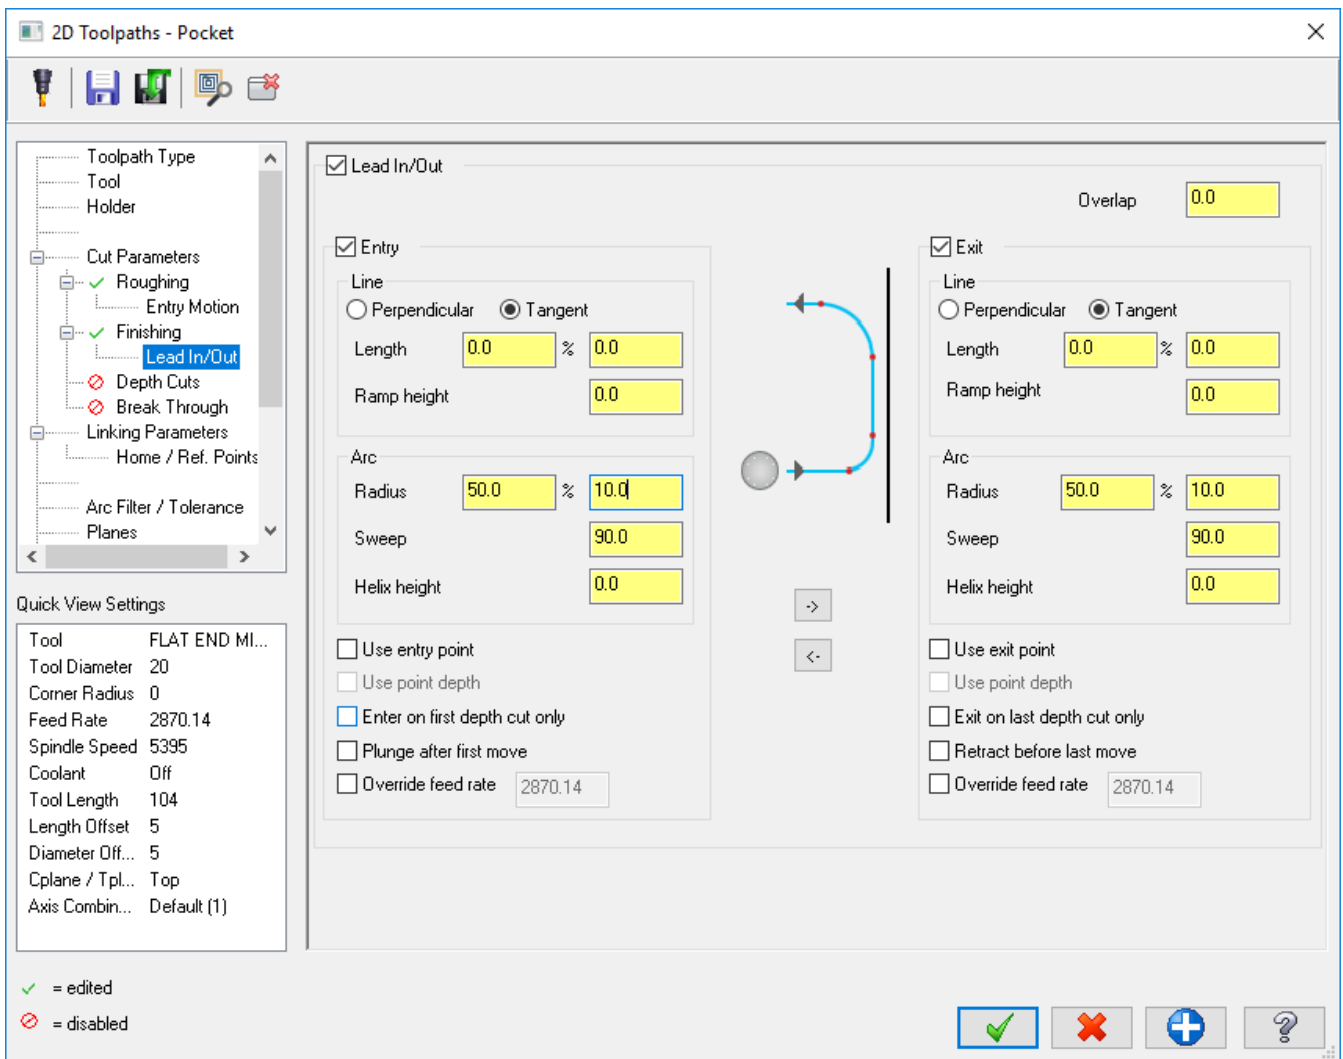 2D Toolpaths - Pocket
Toolpath Type
Tool
Holder
Cut Parameters
Roughing
Entry Motion
Finishing
Lead In/Out
Depth Cuts
Break Through
Linking Parameters
Home / Ref. Points
Arc Filter / Tolerance
Planes
Quick View Settings
Tool FLAT END MI...
Tool Diameter 20
Corner Radius 0
Feed Rate 2870.14
Spindle Speed 5395
Coolant Off
Tool Length 104
Length Offset 5
Diameter Off... 5
Cplane / Tpl... Top
Axis Combin... Default (1)
= edited
= disabled
Lead In/Out
Overlap 0.0
Entry
Line
Perpendicular Tangent
Length 0.0 % 0.0
Ramp height 0.0
Arc
Radius 50.0 % 10.0
Sweep 90.0
Helix height 0.0
Use entry point
Use point depth
Enter on first depth cut only
Plunge after first move
Override feed rate 2870.14
->
<-
Exit
Line
Perpendicular Tangent
Length 0.0 % 0.0
Ramp height 0.0
Arc
Radius 50.0 % 10.0
Sweep 90.0
Helix height 0.0
Use exit point
Use point depth
Exit on last depth cut only
Retract before last move
Override feed rate 2870.14